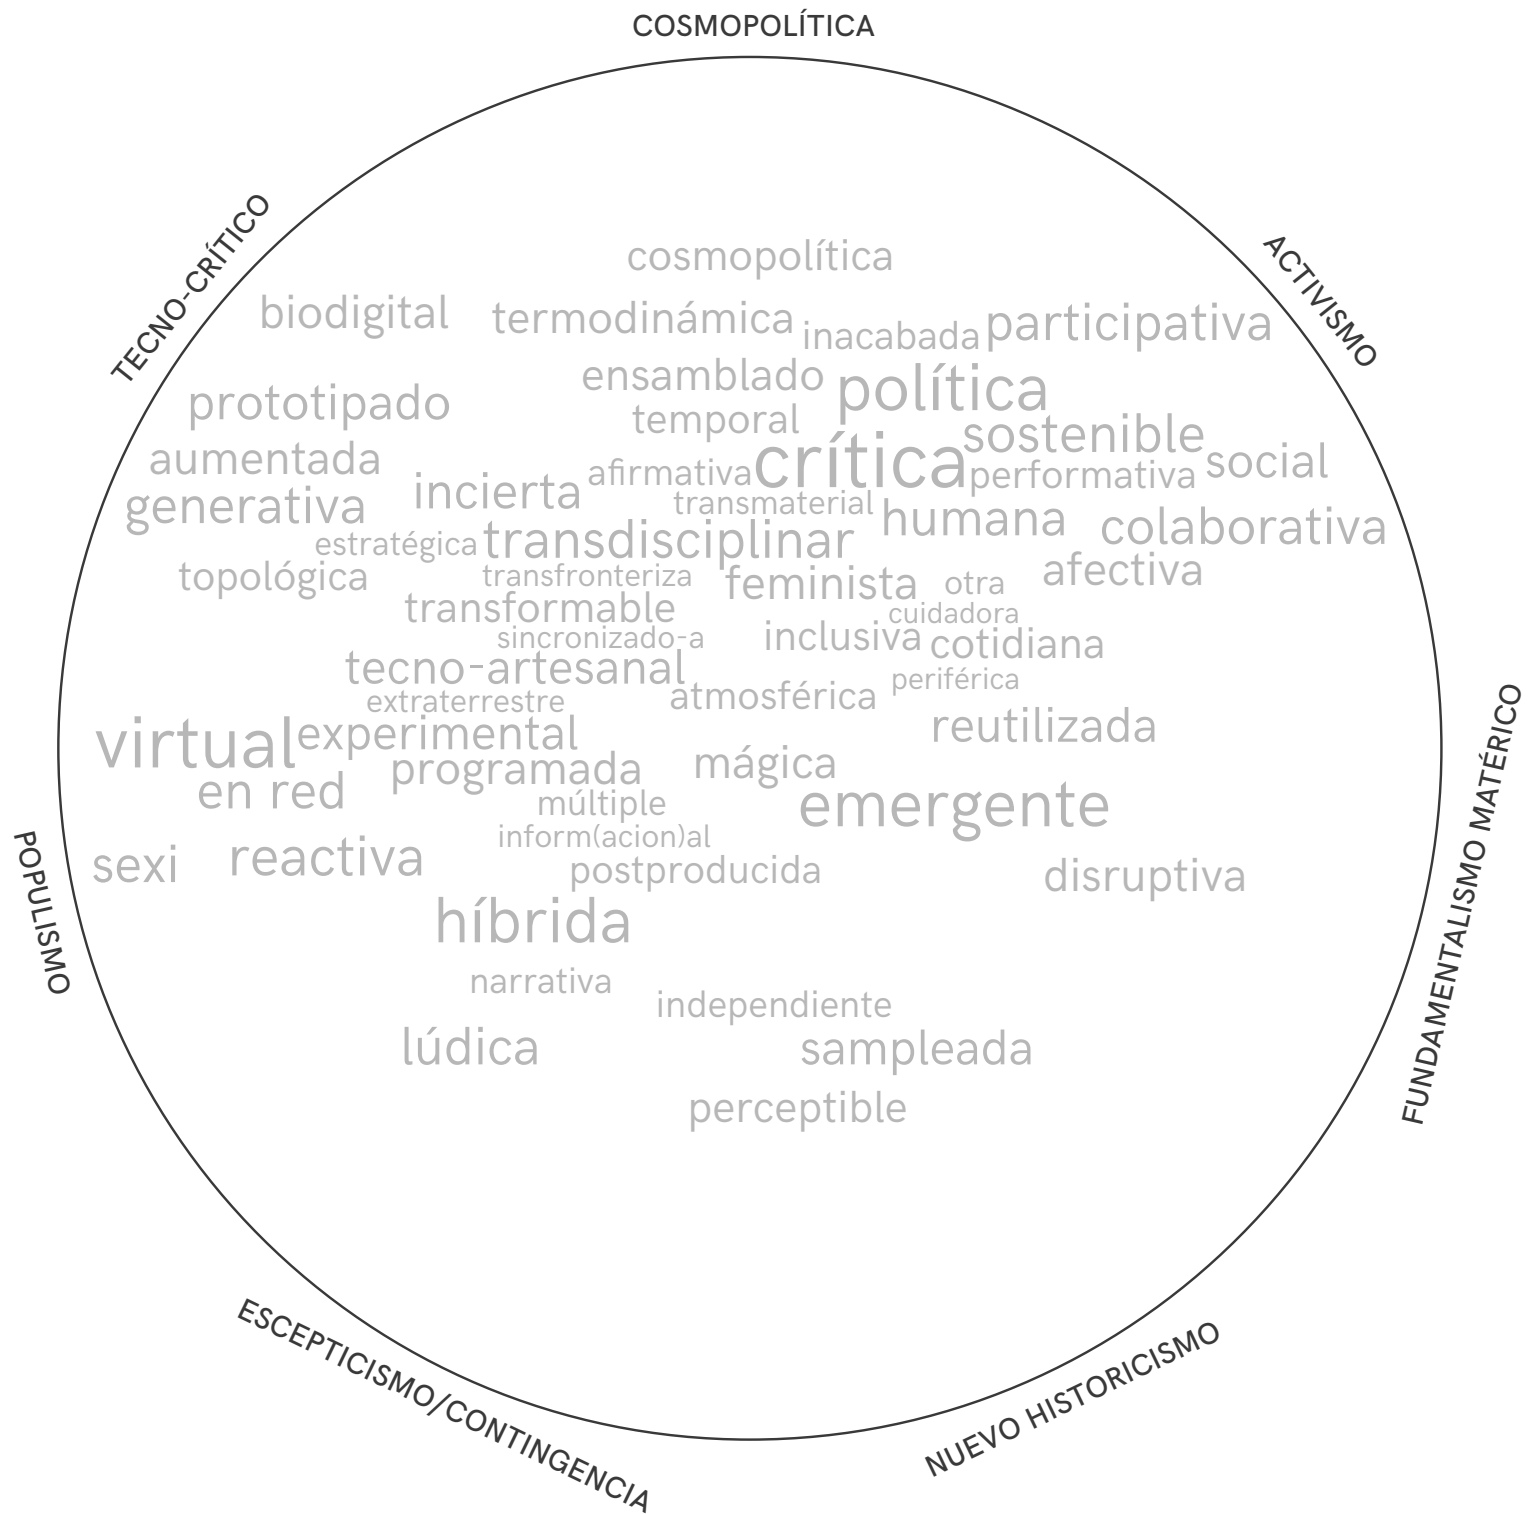 COSMOPOLÍTICA
TECNO-CRÍTICO
ACTIVISMO
cosmopolítica
biodigital
termodinámica
inacabada
participativa
ensamblado
política
prototipado
temporal
sostenible
aumentada
afirmativa
crítica
performativa
social
generativa
incierta
transmaterial
humana
colaborativa
estratégica
transdisciplinar
topológica
transfronteriza
feminista
otra
afectiva
transformable
cuidadora
sincronizado-a
inclusiva
cotidiana
tecno-artesanal
periférica
extraterrestre
atmosférica
virtual
experimental
reutilizada
programada
mágica
en red
múltiple
emergente
inform(acion)al
sexi
reactiva
postproducida
disruptiva
híbrida
narrativa
independiente
lúdica
sampleada
perceptible
POPULISMO
FUNDAMENTALISMO MATÉRICO
ESCEPTICISMO/CONTINGENCIA
NUEVO HISTORICISMO